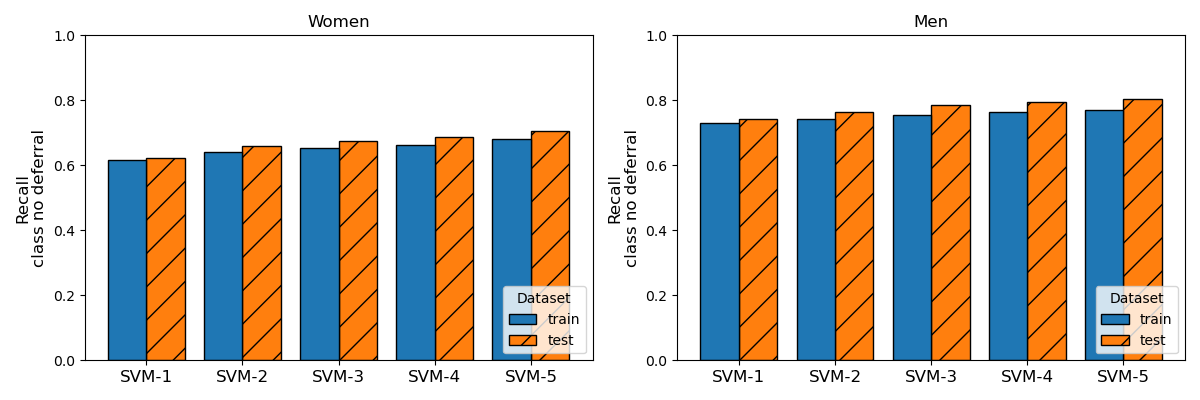 Women
Recall
class no deferral
1.0
0.8
0.6
0.4
0.2
0.0
SVM-1 SVM-2 SVM-3 SVM-4 SVM-5
Dataset
train
test
Men
Recall
class no deferral
1.0
0.8
0.6
0.4
0.2
0.0
SVM-1 SVM-2 SVM-3 SVM-4 SVM-5
Dataset
train
test